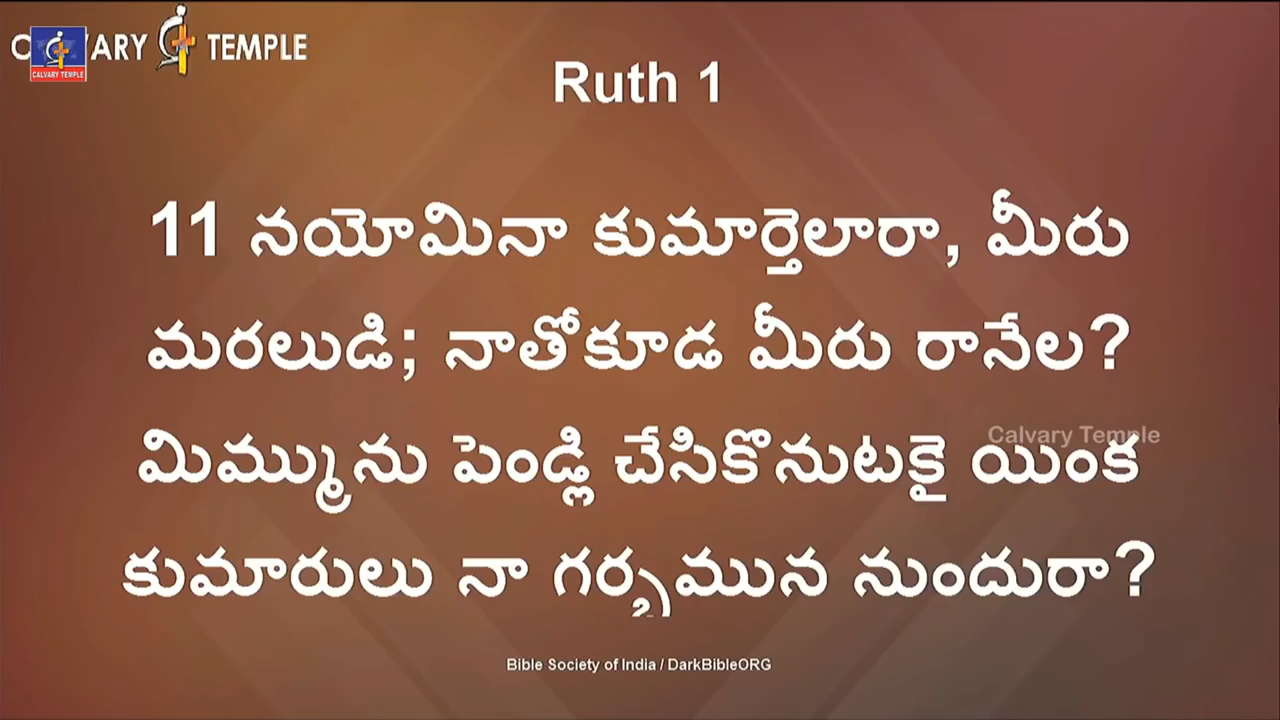 CALVARY TEMPLE
CALVARY TEMPLE
Ruth 1
11 నయోమినా కుమార్తెలారా, మీరు
మరలుడి; నాతోకూడ మీరు రానేల?
మిమ్మును పెండ్లి చేసికొనుటకై యింక
Calvary Temple
కుమారులు నా గర్భమున నుందురా?
Bible Society of India / DarkBibleORG